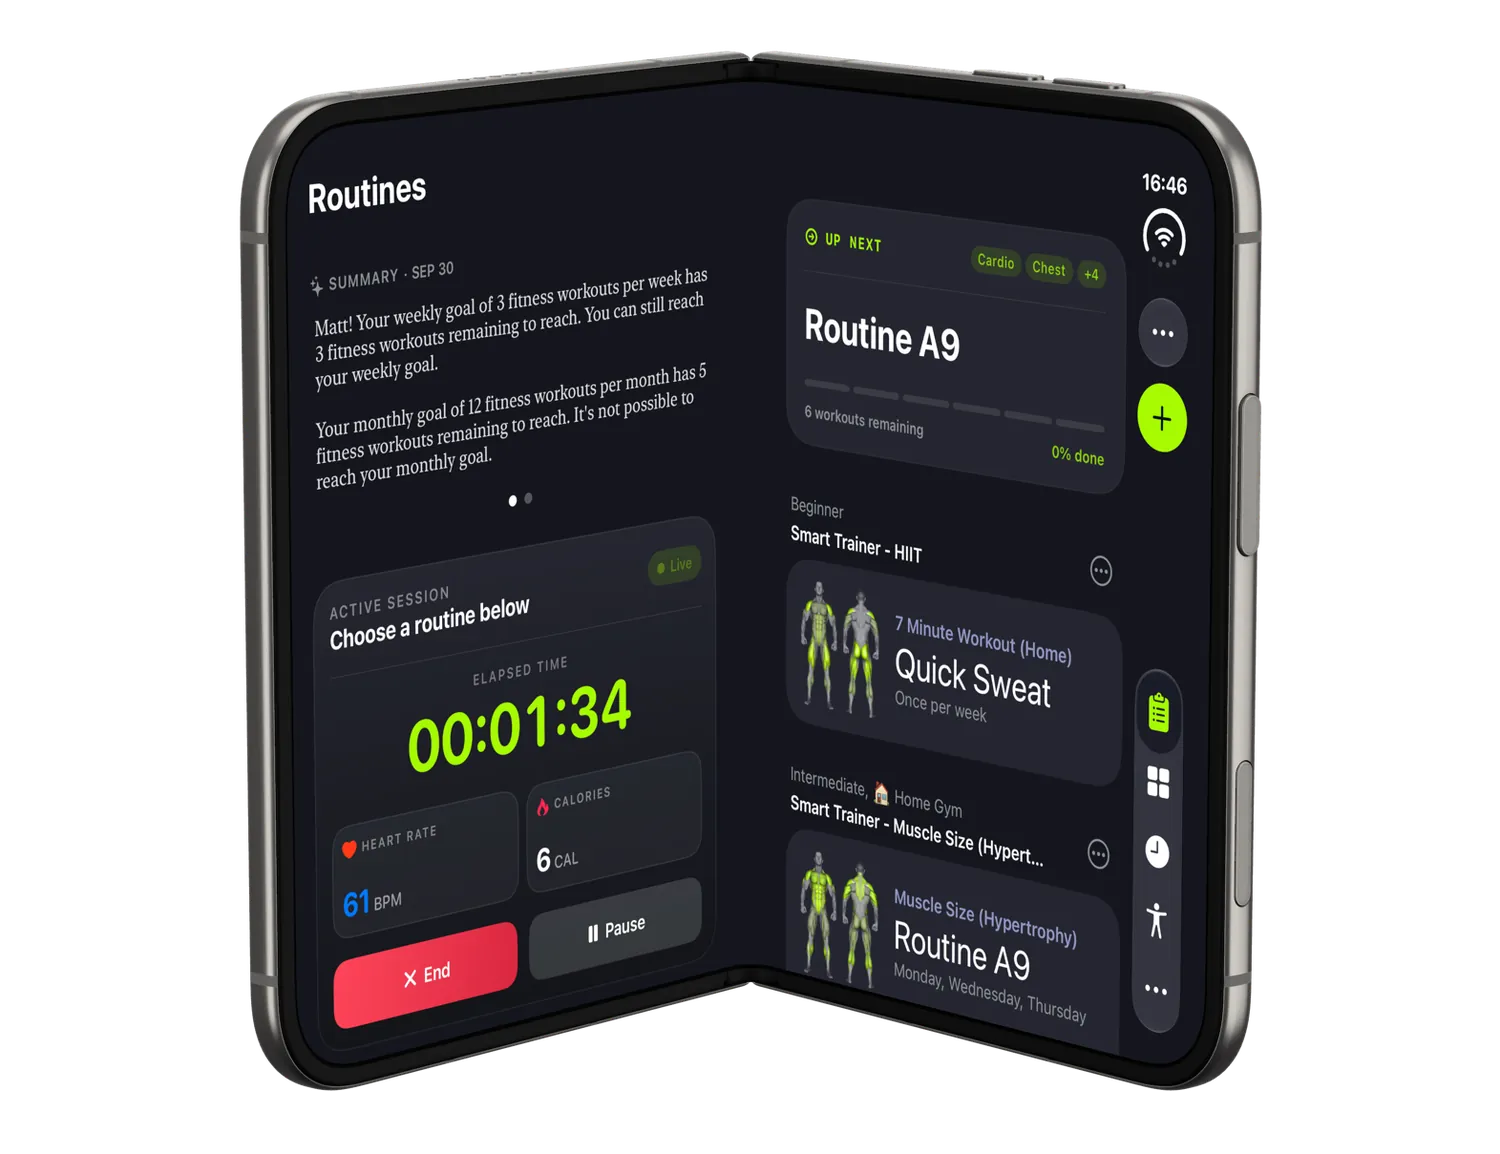 Routines
SUMMARY · SEP 30
Matt! Your weekly goal of 3 fitness workouts per week has
3 fitness workouts remaining to reach. You can still reach
your weekly goal.
Your monthly goal of 12 fitness workouts per month has 5
fitness workouts remaining to reach. It's not possible to
reach your monthly goal.
ACTIVE SESSION
Live
Choose a routine below
ELAPSED TIME
00:01:34
HEART RATE
61 BPM
CALORIES
6 CAL
End
Pause
16:46
UP NEXT
Cardio
Chest
+4
Routine A9
6 workouts remaining
0% done
Beginner
Smart Trainer - HIIT
7 Minute Workout (Home)
Quick Sweat
Once per week
Intermediate, 🏠 Home Gym
Smart Trainer - Muscle Size (Hypert...
Muscle Size (Hypertrophy)
Routine A9
Monday, Wednesday, Thursday